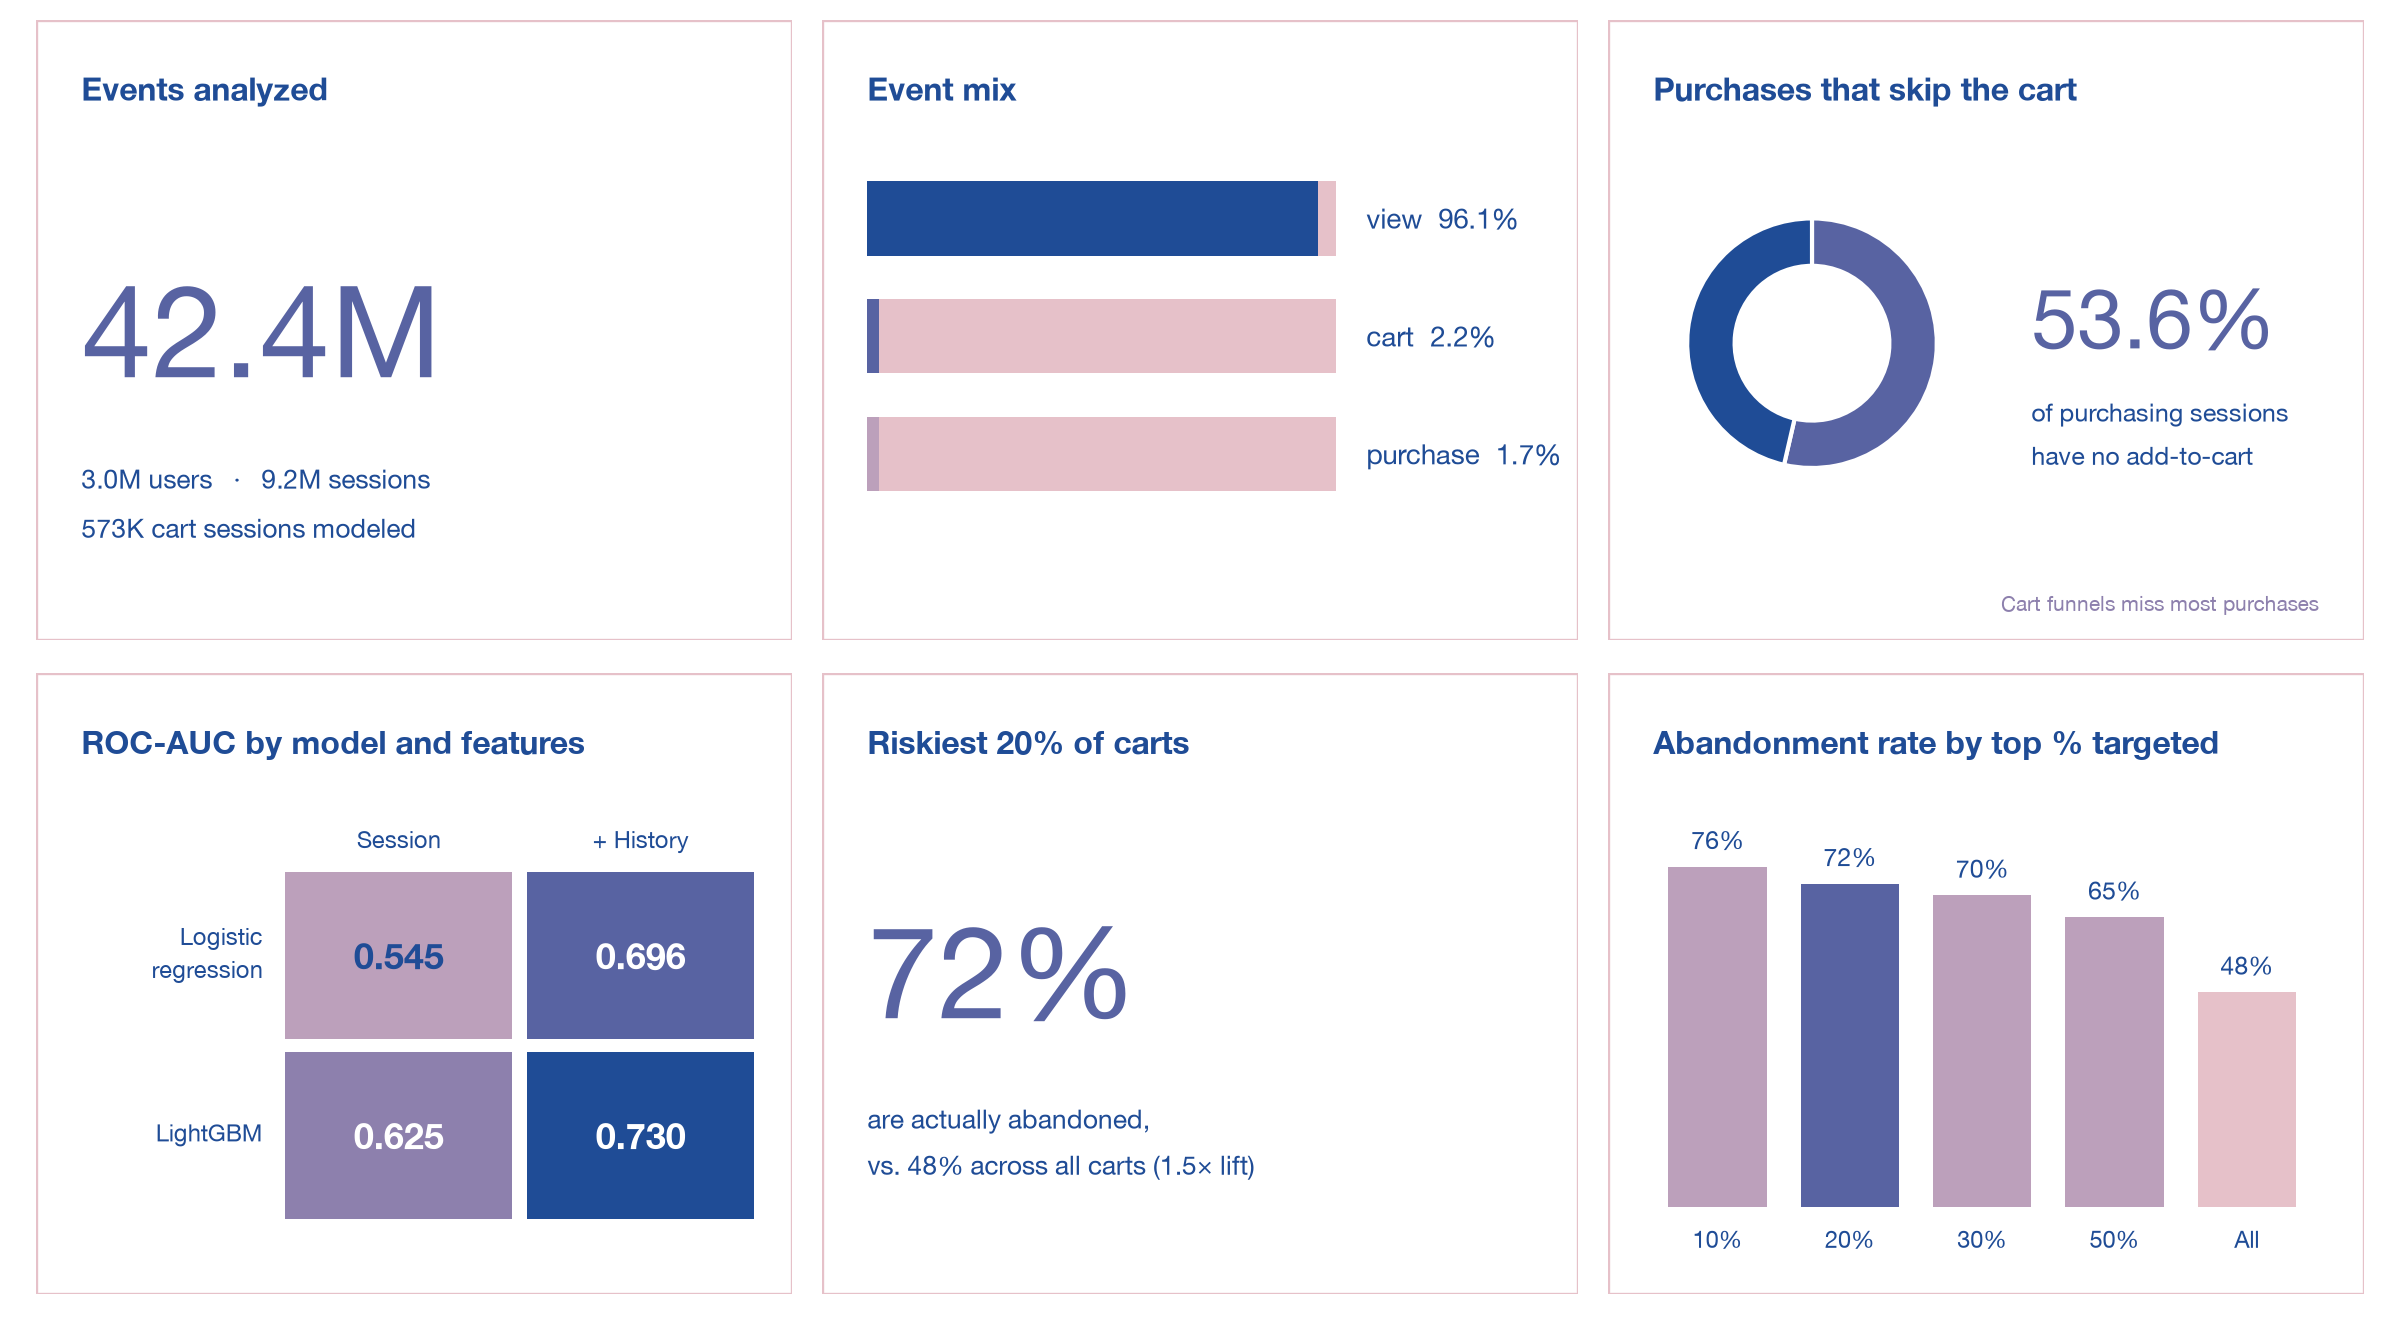 Events analyzed
42.4M
3.0M users · 9.2M sessions
573K cart sessions modeled
Event mix
view 96.1%
cart 2.2%
purchase 1.7%
Purchases that skip the cart
53.6%
of purchasing sessions
have no add-to-cart
Cart funnels miss most purchases
ROC-AUC by model and features
Session + History
Logistic
regression
0.545 0.696
LightGBM 0.625 0.730
Riskiest 20% of carts
72%
are actually abandoned,
vs. 48% across all carts (1.5× lift)
Abandonment rate by top % targeted
76% 72% 70% 65% 48%
10% 20% 30% 50% All